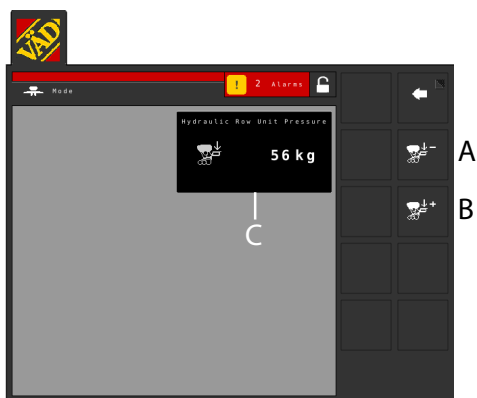 VÄD
! 2 Alarms
Mode
Hydraulic Row Unit Pressure
56 kg
A
B
C